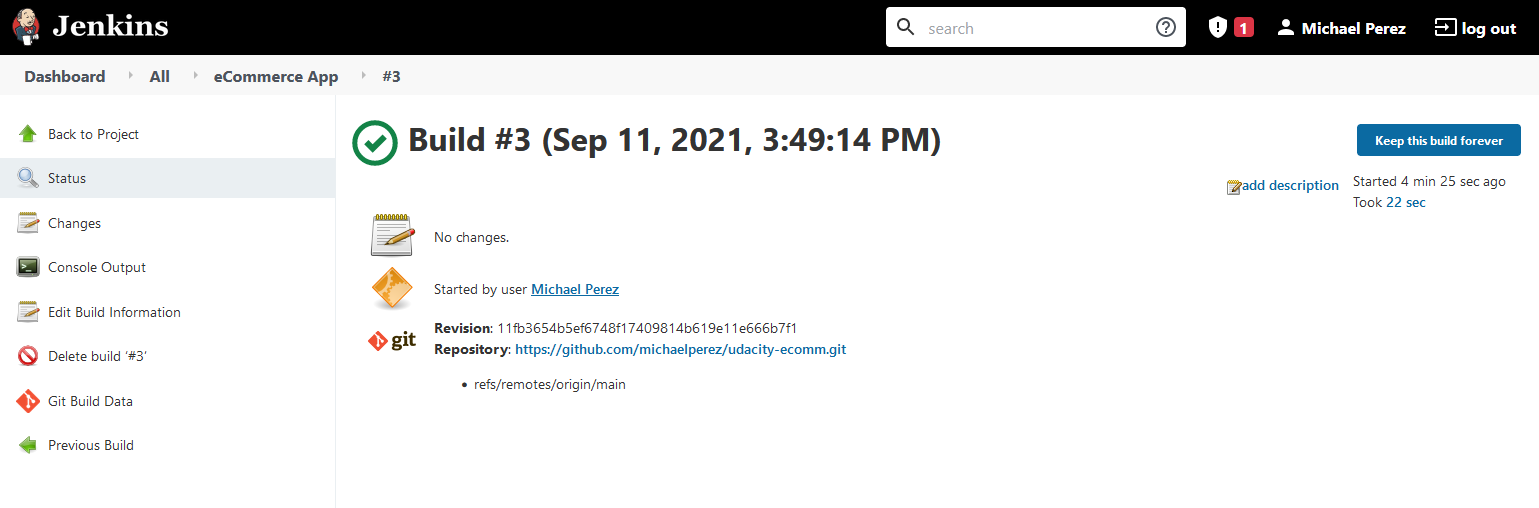 Jenkins
search
1
Michael Perez
log out
Dashboard
All
eCommerce App
#3
Back to Project
Status
Changes
Console Output
Edit Build Information
Delete build ‘#3’
Git Build Data
Previous Build
Build #3 (Sep 11, 2021, 3:49:14 PM)
Keep this build forever
add description
Started 4 min 25 sec ago
Took 22 sec
No changes.
Started by user Michael Perez
git
Revision: 11fb3654b5ef6748f17409814b619e11e666b7f1
Repository: https://github.com/michaelperez/udacity-ecomm.git
• refs/remotes/origin/main